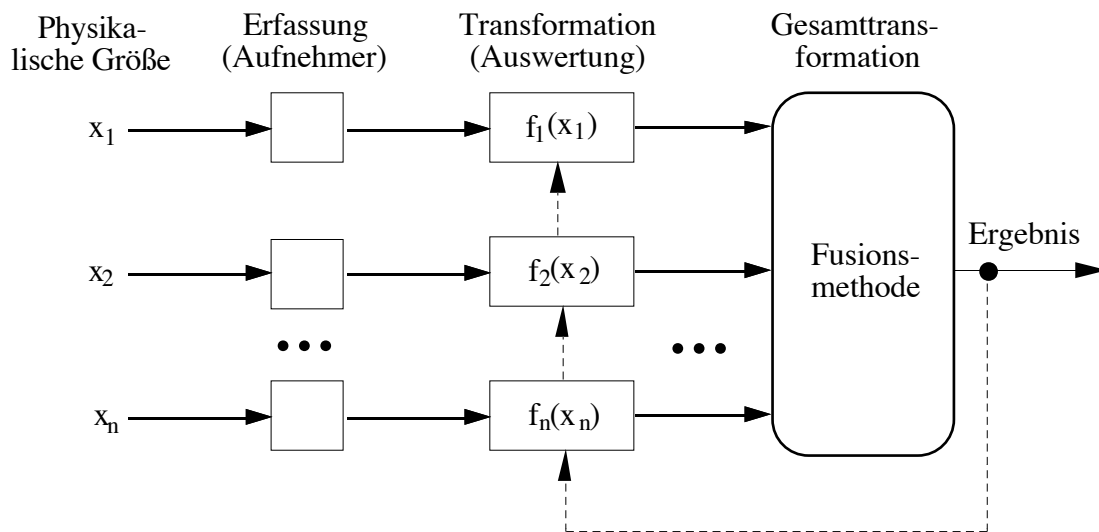 Physika-
lische Größe
Erfassung
(Aufnehmer)
Transformation
(Auswertung)
Gesamttrans-
formation
x1
f1(x1)
x2
f2(x2)
Fusions-
methode
Ergebnis
xn
fn(xn)